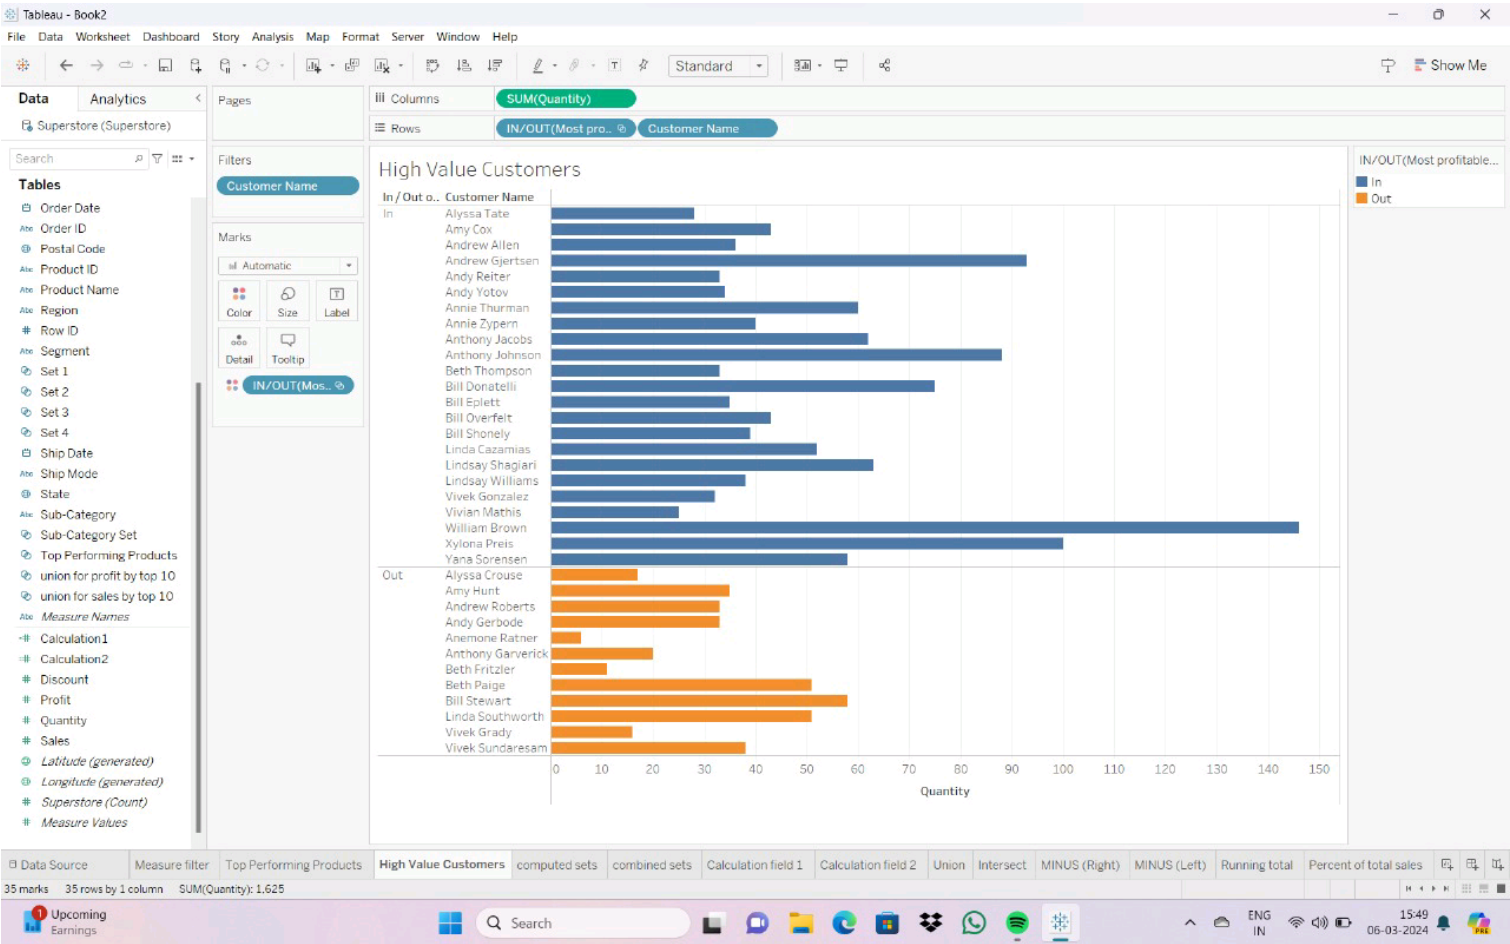 Tableau - Book2
File Data Worksheet Dashboard Story Analysis Map Format Server Window Help
Standard
Show Me
Data Analytics
Superstore (Superstore)
Search
Tables
Order Date
Abc Order ID
Postal Code
Abc Product ID
Abc Product Name
Abc Region
# Row ID
Abc Segment
Set 1
Set 2
Set 3
Set 4
Ship Date
Abc Ship Mode
State
Abc Sub-Category
Sub-Category Set
Top Performing Products
union for profit by top 10
union for sales by top 10
Abc Measure Names
=# Calculation1
=# Calculation2
# Discount
# Profit
# Quantity
# Sales
Latitude (generated)
Longitude (generated)
# Superstore (Count)
# Measure Values
Pages
Filters
Customer Name
Marks
Automatic
Color Size Label
Detail Tooltip
IN/OUT(Mos..
Columns SUM(Quantity)
Rows IN/OUT(Most pro.. Customer Name
High Value Customers
In / Out o.. Customer Name
In Alyssa Tate
Amy Cox
Andrew Allen
Andrew Gjertsen
Andy Reiter
Andy Yotov
Annie Thurman
Annie Zypern
Anthony Jacobs
Anthony Johnson
Beth Thompson
Bill Donatelli
Bill Eplett
Bill Overfelt
Bill Shonely
Linda Cazamias
Lindsay Shagiari
Lindsay Williams
Vivek Gonzalez
Vivian Mathis
William Brown
Xylona Preis
Yana Sorensen
Out Alyssa Crouse
Amy Hunt
Andrew Roberts
Andy Gerbode
Anemone Ratner
Anthony Garverick
Beth Fritzler
Beth Paige
Bill Stewart
Linda Southworth
Vivek Grady
Vivek Sundaresam
0 10 20 30 40 50 60 70 80 90 100 110 120 130 140 150
Quantity
IN/OUT(Most profitable...
In
Out
Data Source Measure filter Top Performing Products High Value Customers computed sets combined sets Calculation field 1 Calculation field 2 Union Intersect MINUS (Right) MINUS (Left) Running total Percent of total sales
35 marks 35 rows by 1 column SUM(Quantity): 1,625
1 Upcoming
Earnings
Search
ENG
IN
15:49
06-03-2024
PRE